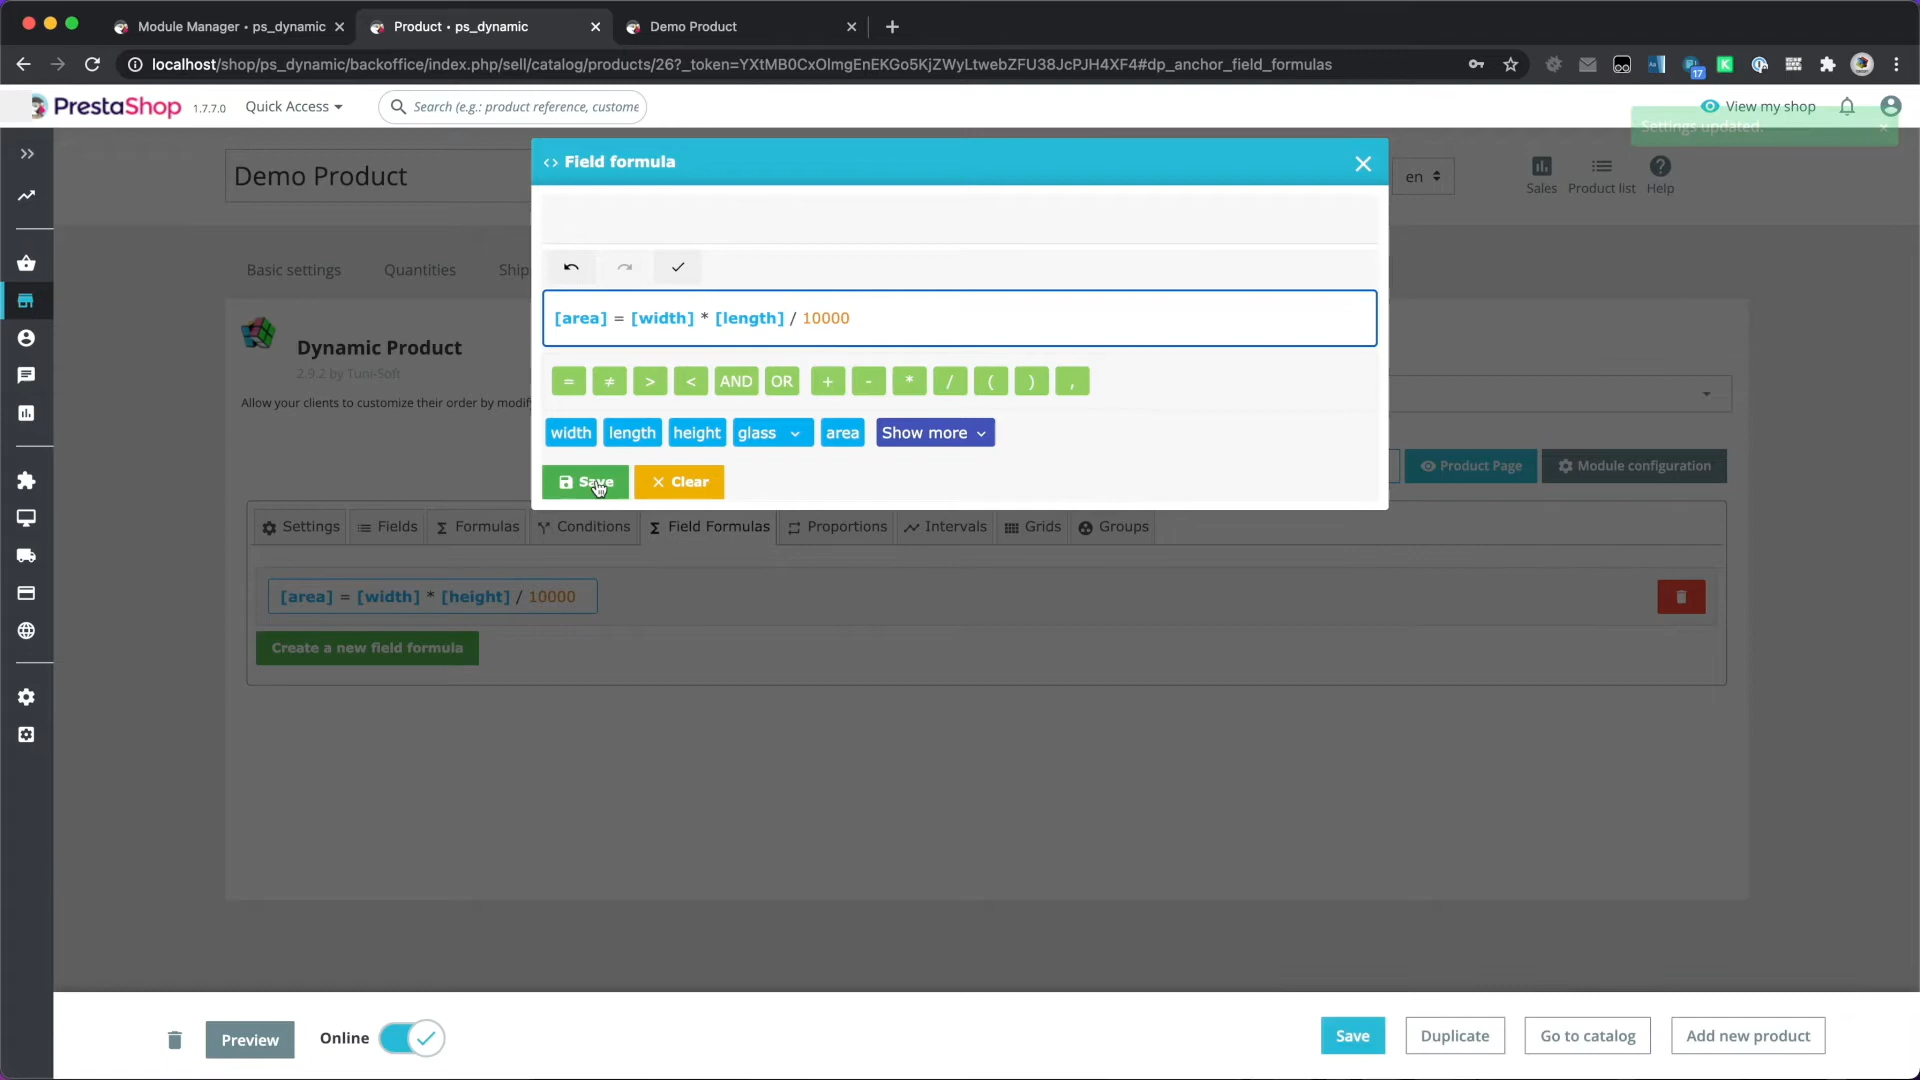 Module Manager • ps_dynamic
Product • ps_dynamic
Demo Product
localhost/shop/ps_dynamic/backoffice/index.php/sell/catalog/products/26?_token=YXtMB0CxOlmgEnEKGo5KjZWyLtwebZFU38JcPJH4XF4#dp_anchor_field_formulas
17
PrestaShop 1.7.7.0
Quick Access
Search (e.g.: product reference, custome
View my shop
Settings updated.
Field formula
Demo Product
en
Sales
Product list
Help
Basic settings
Quantities
Ship
[area] = [width] * [length] / 10000
Dynamic Product
2.9.2 by Tuni-Soft
Allow your clients to customize their order by modif
= ≠ > < AND OR + - * / ( ) ,
width length height glass area Show more
Save
Clear
Product Page
Module configuration
Settings
Fields
Formulas
Conditions
Field Formulas
Proportions
Intervals
Grids
Groups
[area] = [width] * [height] / 10000
Create a new field formula
Preview
Online
Save
Duplicate
Go to catalog
Add new product